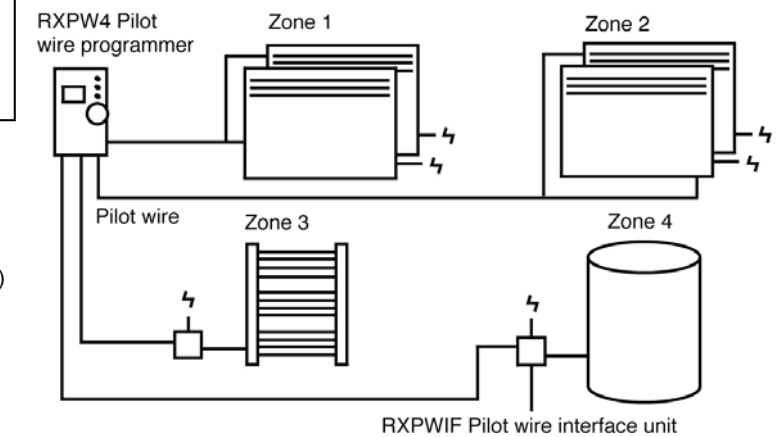 RXPW4 Pilot
wire programmer
Zone 1
Zone 2
Pilot wire
Zone 3
Zone 4
)
RXPWIF Pilot wire interface unit